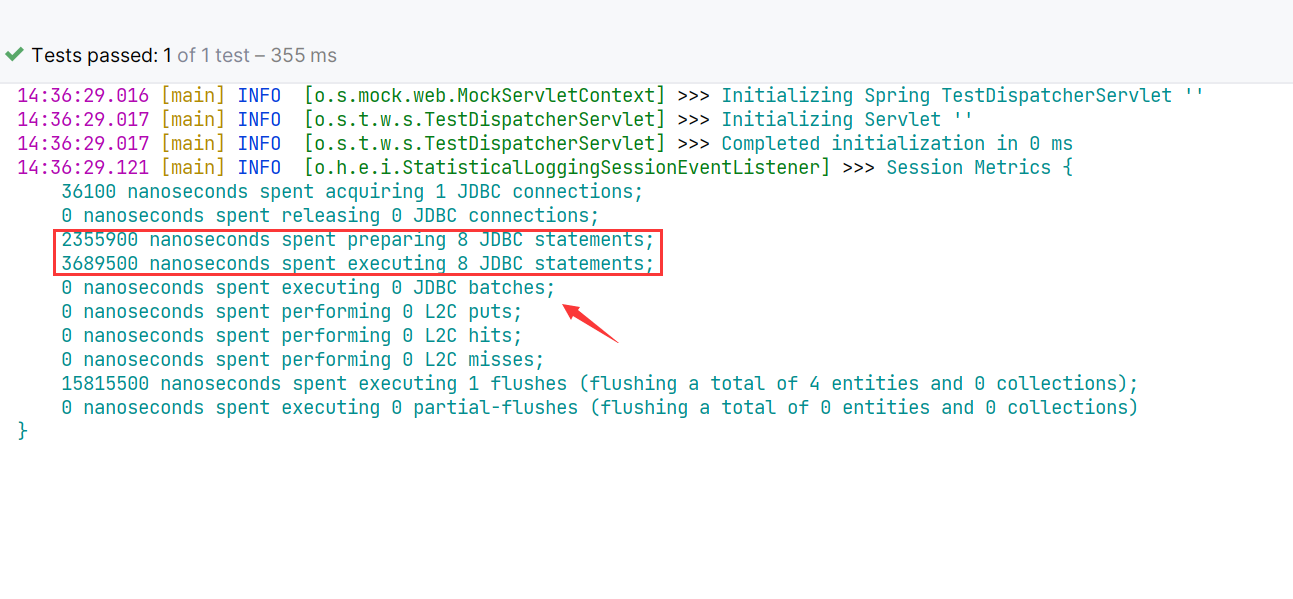 Tests passed: 1 of 1 test – 355 ms
14:36:29.016 [main] INFO  [o.s.mock.web.MockServletContext] >>> Initializing Spring TestDispatcherServlet ''
14:36:29.017 [main] INFO  [o.s.t.w.s.TestDispatcherServlet] >>> Initializing Servlet ''
14:36:29.017 [main] INFO  [o.s.t.w.s.TestDispatcherServlet] >>> Completed initialization in 0 ms
14:36:29.121 [main] INFO  [o.h.e.i.StatisticalLoggingSessionEventListener] >>> Session Metrics {
    36100 nanoseconds spent acquiring 1 JDBC connections;
    0 nanoseconds spent releasing 0 JDBC connections;
    2355900 nanoseconds spent preparing 8 JDBC statements;
    3689500 nanoseconds spent executing 8 JDBC statements;
    0 nanoseconds spent executing 0 JDBC batches;
    0 nanoseconds spent performing 0 L2C puts;
    0 nanoseconds spent performing 0 L2C hits;
    0 nanoseconds spent performing 0 L2C misses;
    15815500 nanoseconds spent executing 1 flushes (flushing a total of 4 entities and 0 collections);
    0 nanoseconds spent executing 0 partial-flushes (flushing a total of 0 entities and 0 collections)
}